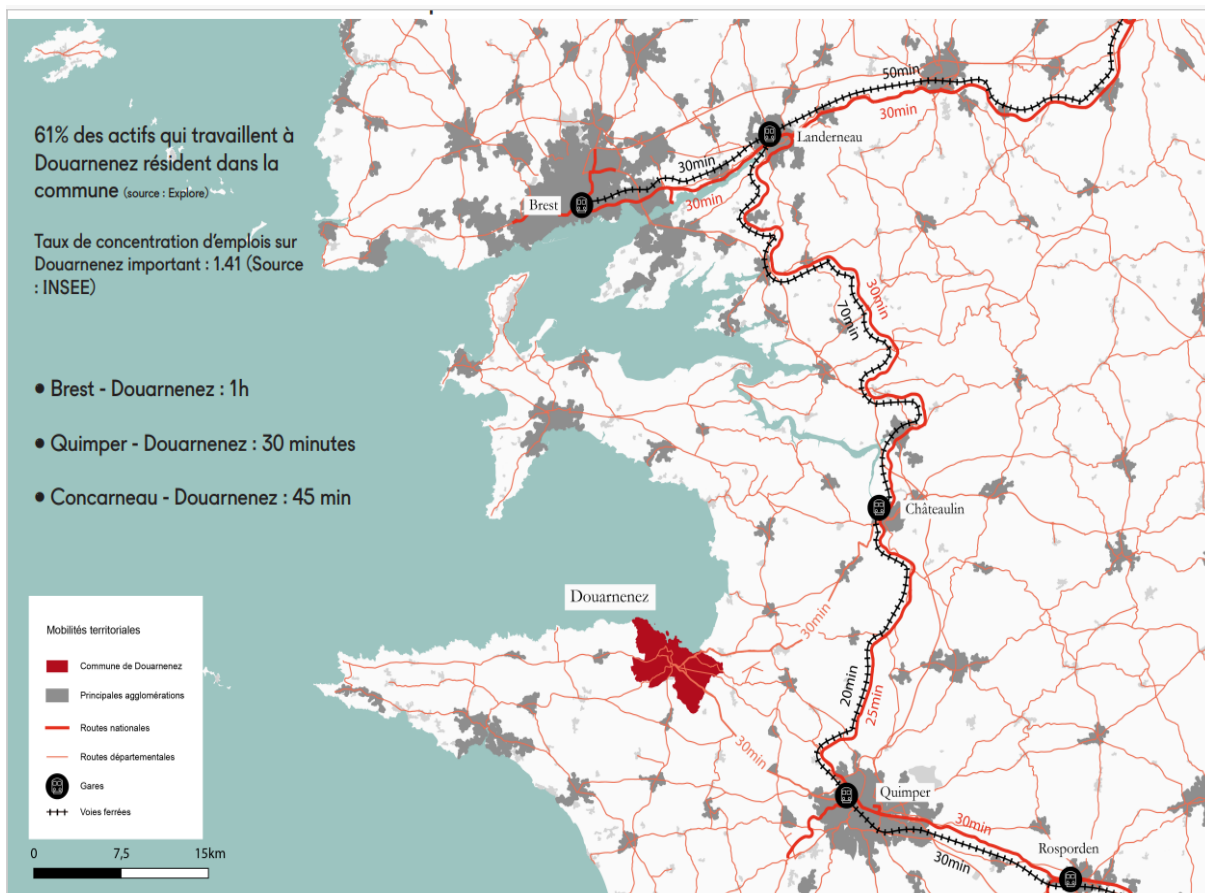 61% des actifs qui travaillent à
Douarnenez résident dans la
commune (source : Explore)
Taux de concentration d'emplois sur
Douarnenez important : 1.41 (Source
: INSEE)
• Brest - Douarnenez : 1h
• Quimper - Douarnenez : 30 minutes
• Concarneau - Douarnenez : 45 min
50min
30min
Landerneau
30min
30min
Brest
30min
70min
Châteaulin
Douarnenez
30min
20min
25min
30min
Quimper
30min
30min
Rosporden
Mobilités territoriales
Commune de Douarnenez
Principales agglomérations
Routes nationales
Routes départementales
Gares
Voies ferrées
0 7,5 15km